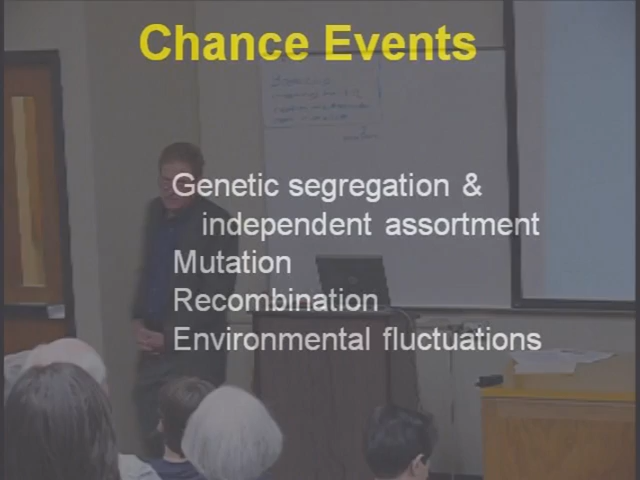 Chance Events
Genetic segregation &
independent assortment
Mutation
Recombination
Environmental fluctuations